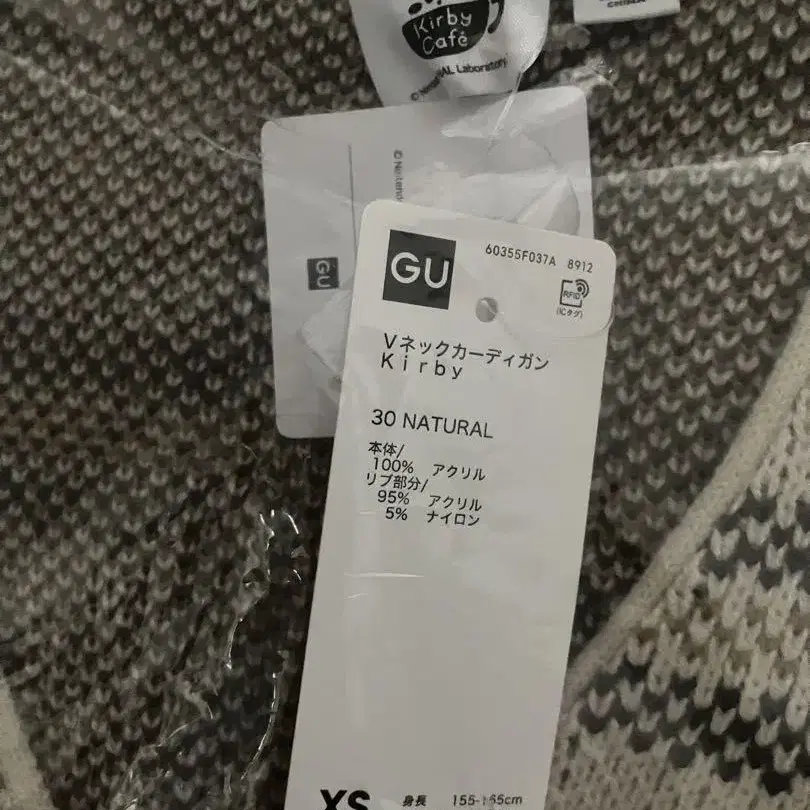 Kirby
Café
AL Laboratory
GU
GU
60355F037A 8912
RFID
(ICタグ)
Vネックカーディガン
Kirby
30 NATURAL
本体/
100% アクリル
リブ部分/
95% アクリル
5% ナイロン
XS 身長 155-165cm